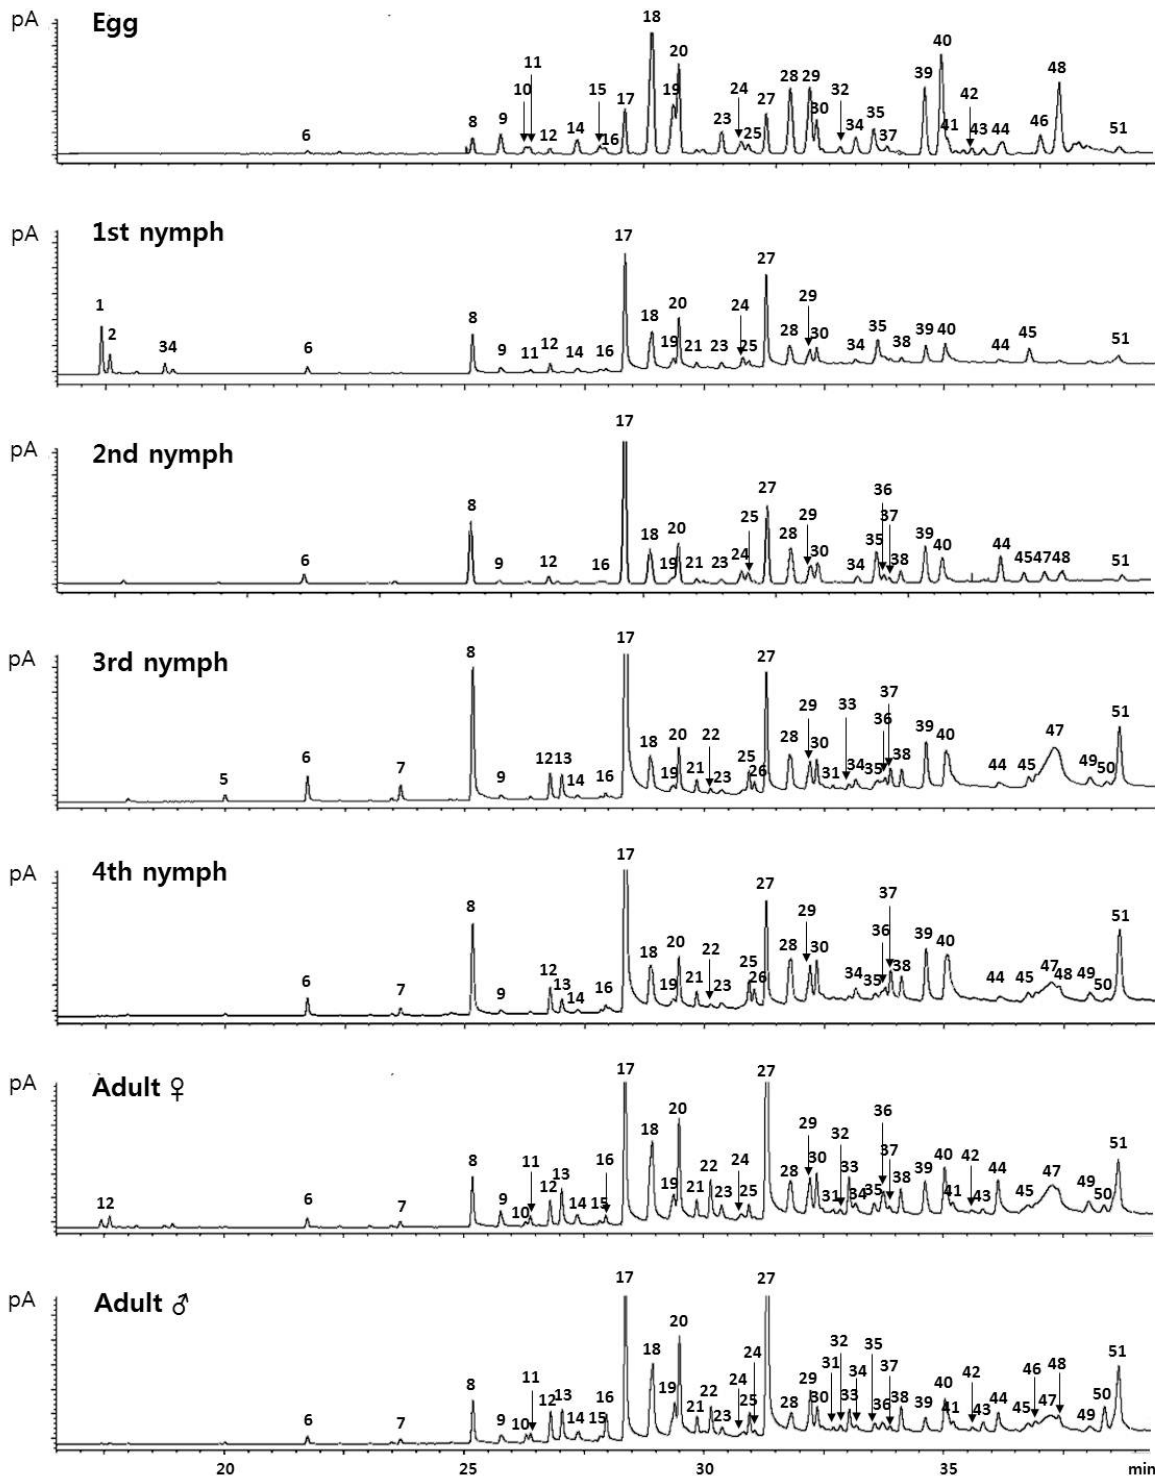 pA Egg
6 8 9 10 11 12 14 15 16 17 18 19 20 23 24 25 27 28 29 30 32 34 35 37 39 40 41 42 43 44 46 48 51
pA 1st nymph
1 2 34 6 8 9 11 12 14 16 17 18 19 20 21 23 24 25 27 28 29 30 34 35 38 39 40 44 45 51
pA 2nd nymph
6 8 9 12 16 17 18 19 20 21 23 24 25 27 28 29 30 34 35 36 37 38 39 40 44 45 47 48 51
pA 3rd nymph
5 6 7 8 9 12 13 14 16 17 18 19 20 21 22 23 25 26 27 28 29 30 31 33 34 35 36 37 38 39 40 44 45 47 49 50 51
pA 4th nymph
6 7 8 9 12 13 14 16 17 18 19 20 21 22 23 25 26 27 28 29 30 34 35 36 37 38 39 40 44 45 47 48 49 50 51
pA Adult ♀
12 6 7 8 9 10 11 12 13 14 15 16 17 18 19 20 21 22 23 24 25 27 28 29 30 31 32 33 34 35 36 37 38 39 40 41 42 43 44 45 47 49 50 51
pA Adult ♂
6 7 8 9 10 11 12 13 14 15 16 17 18 19 20 21 22 23 24 25 24 27 28 29 30 31 32 33 34 35 36 37 38 39 40 41 42 43 44 45 46 47 48 49 50 51
20 25 30 35 min